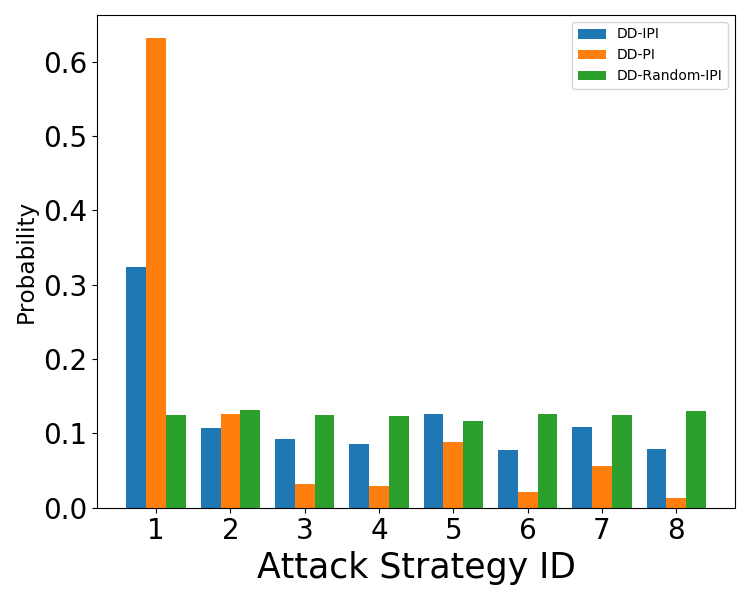 DD-IPI
DD-PI
DD-Random-IPI
0.6
0.5
0.4
0.3
0.2
0.1
0.0
Probability
1 2 3 4 5 6 7 8
Attack Strategy ID